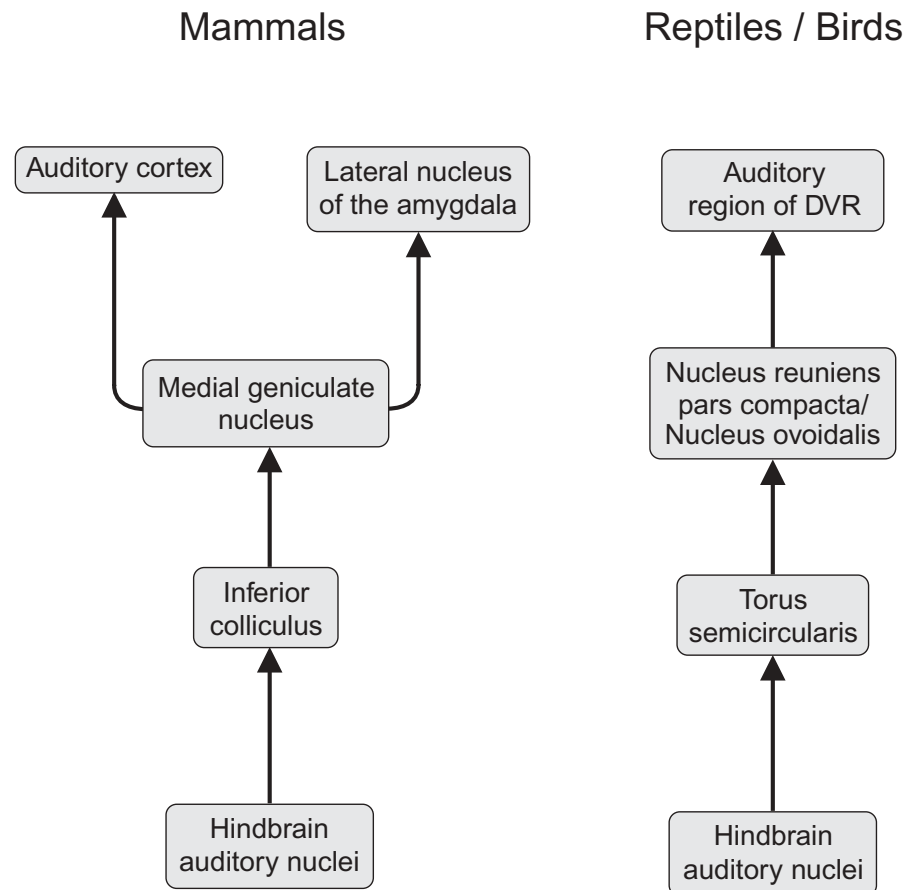 Mammals
Reptiles / Birds
Auditory cortex
Lateral nucleus
of the amygdala
Auditory
region of DVR
Medial geniculate
nucleus
Nucleus reuniens
pars compacta/
Nucleus ovoidalis
Inferior
colliculus
Torus
semicircularis
Hindbrain
auditory nuclei
Hindbrain
auditory nuclei